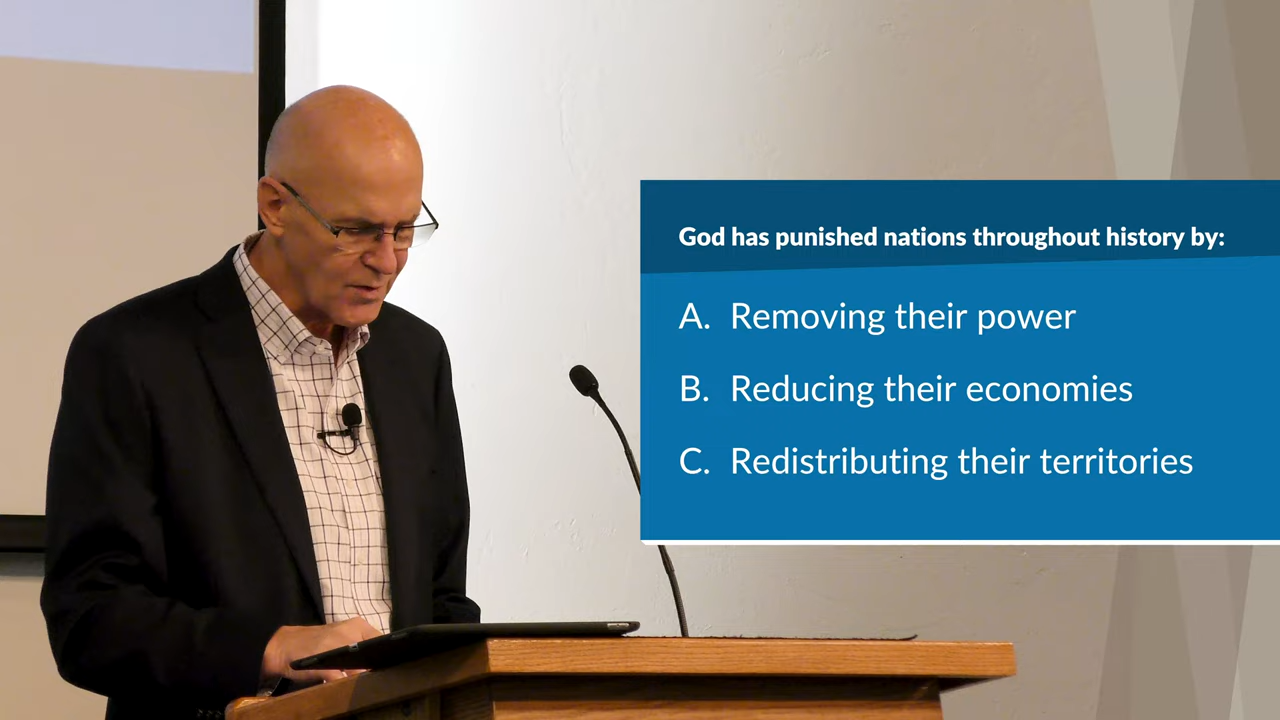 God has punished nations throughout history by:
A. Removing their power
B. Reducing their economies
C. Redistributing their territories